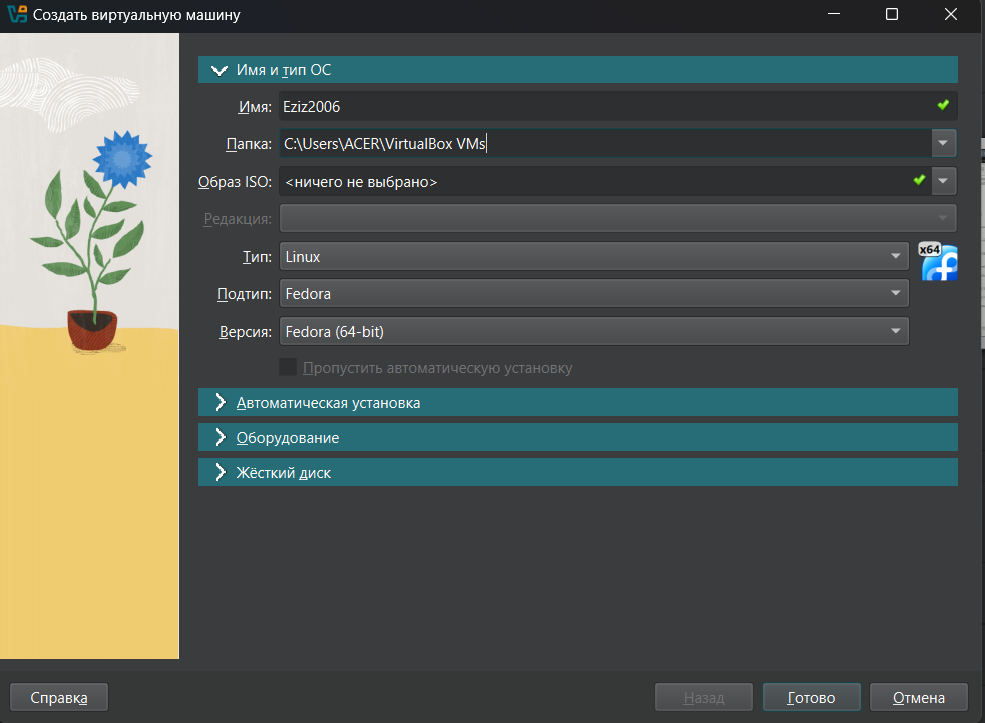 Создать виртуальную машину
Имя и тип ОС
Имя: Eziz2006
Папка: C:\Users\ACER\VirtualBox VMs
Образ ISO: <ничего не выбрано>
Редакция:
Тип: Linux
x64
Подтип: Fedora
Версия: Fedora (64-bit)
Пропустить автоматическую установку
Автоматическая установка
Оборудование
Жёсткий диск
Справка
Назад
Готово
Отмена